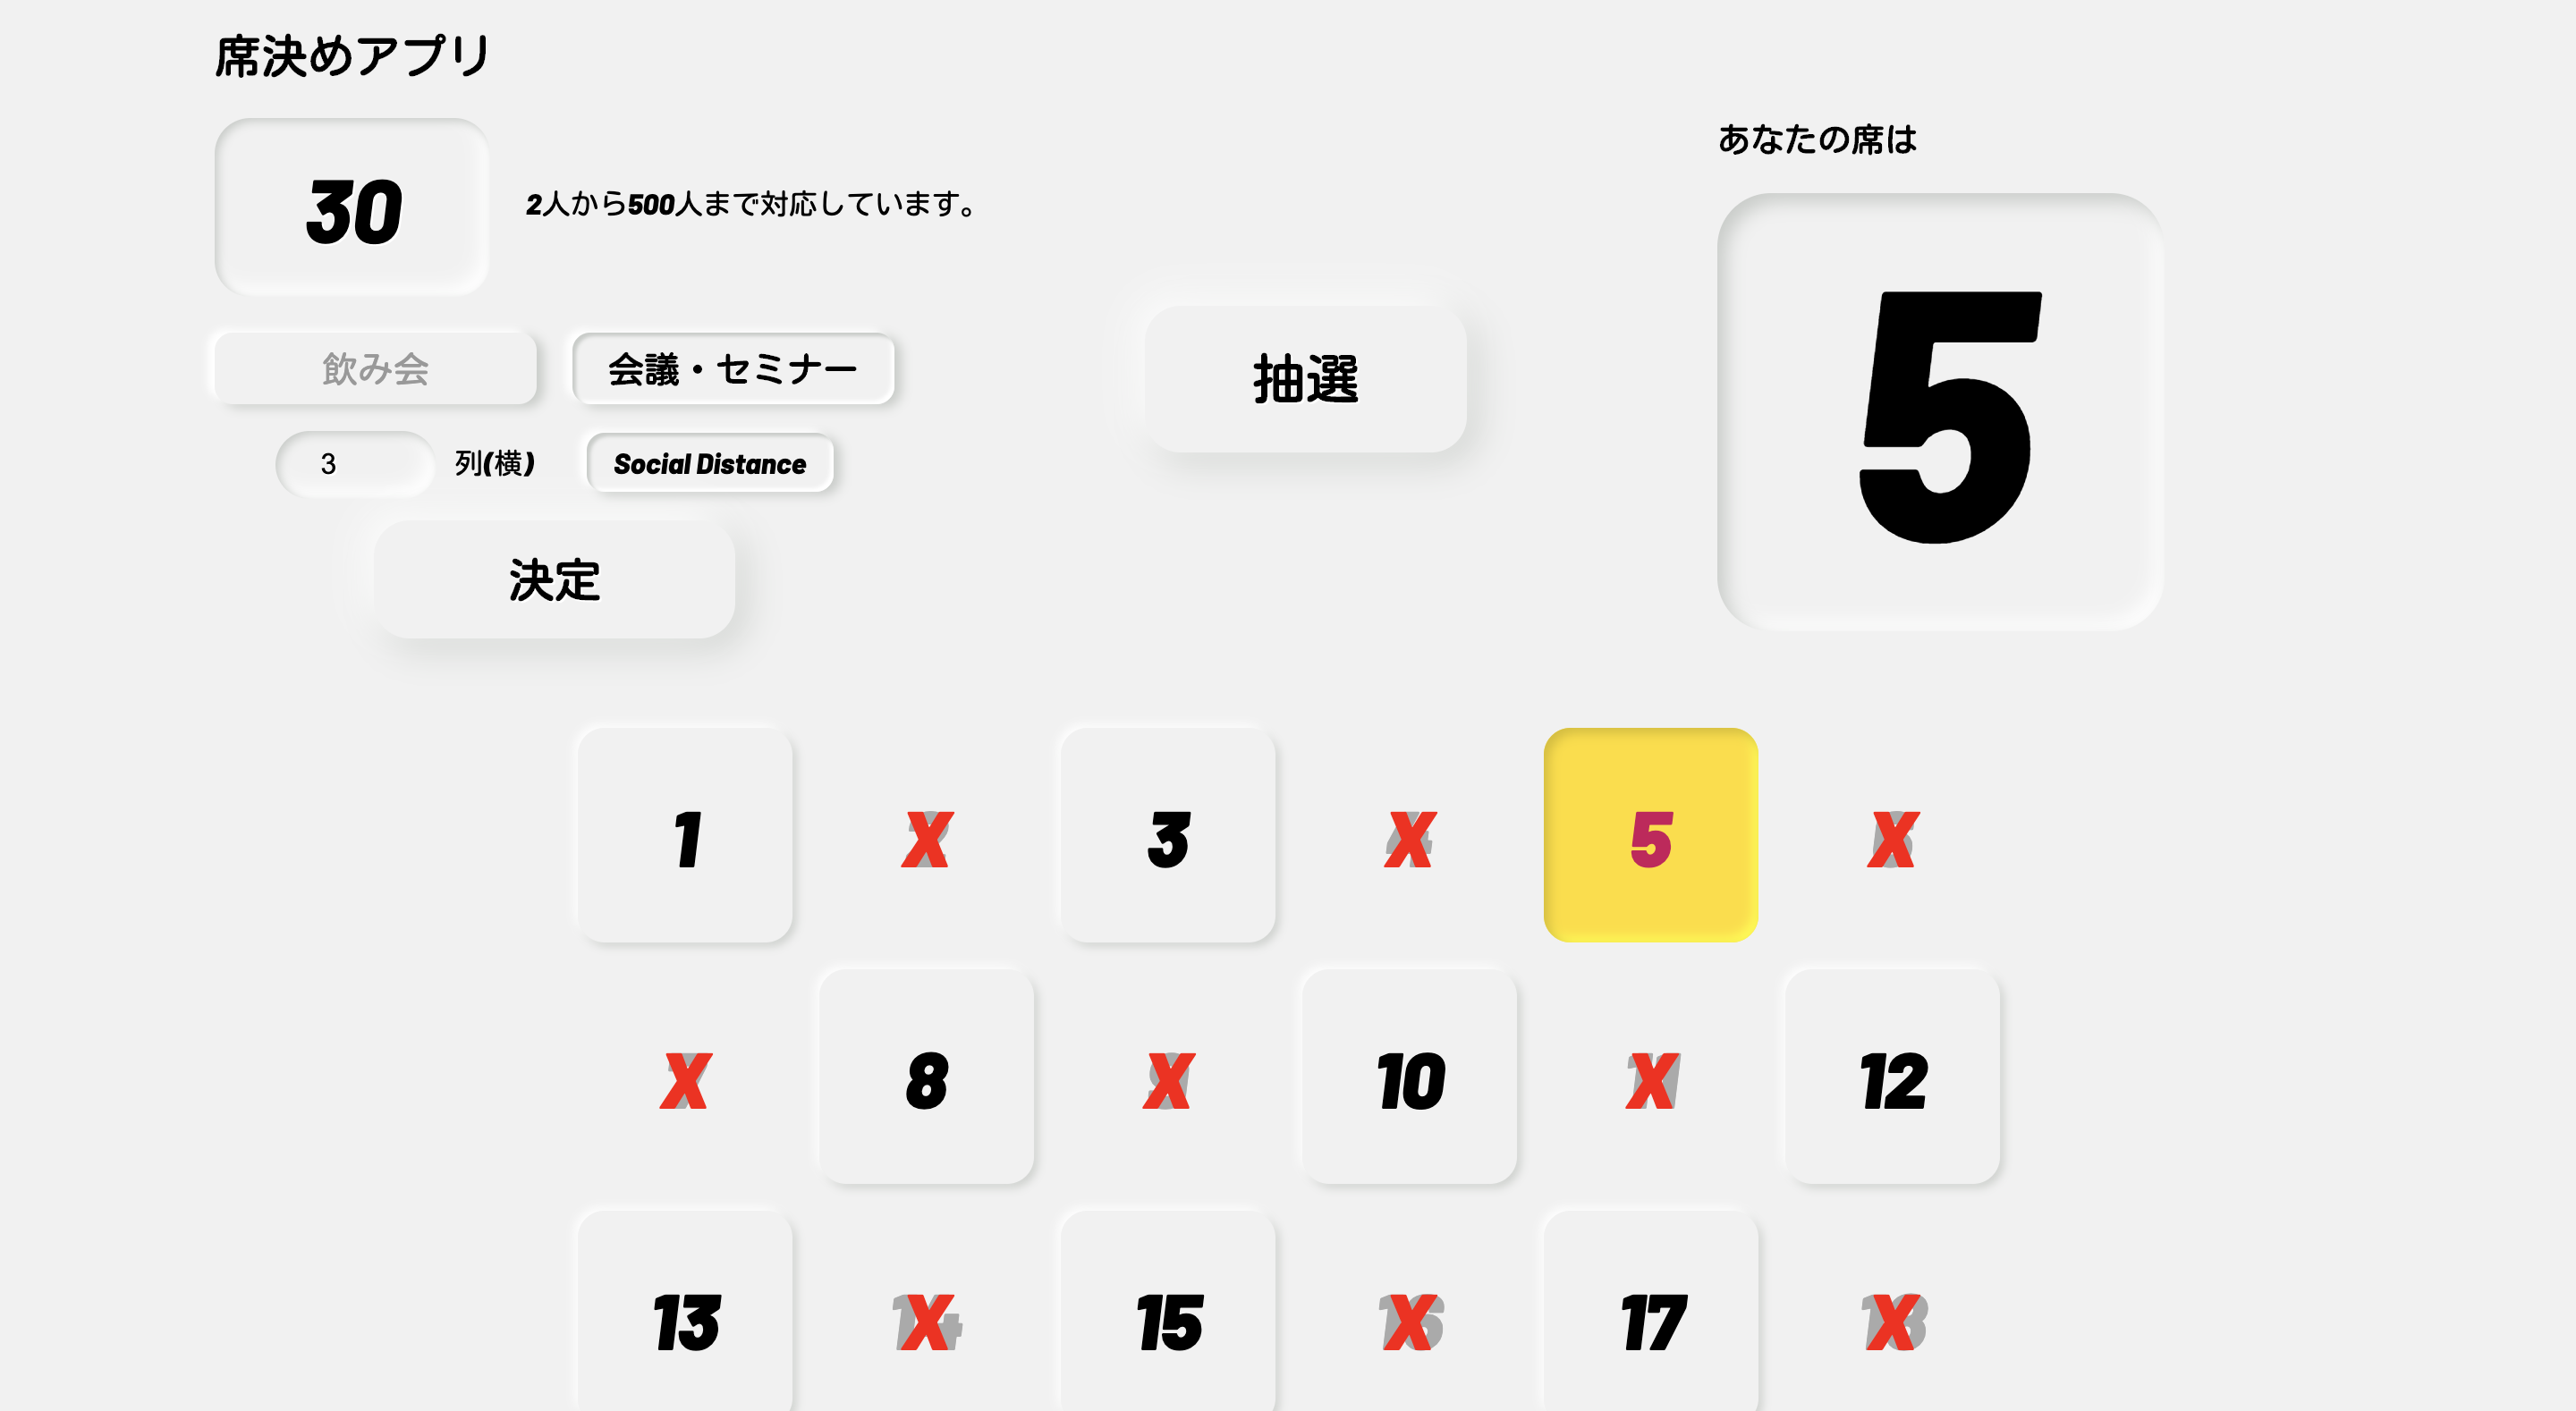 席決めアプリ
30
2人から500人まで対応しています。
飲み会
会議・セミナー
3
列(横)
Social Distance
決定
抽選
あなたの席は
5
1 X 3 X 5 X
X 8 X 10 X 12
13 X 15 X 17 X